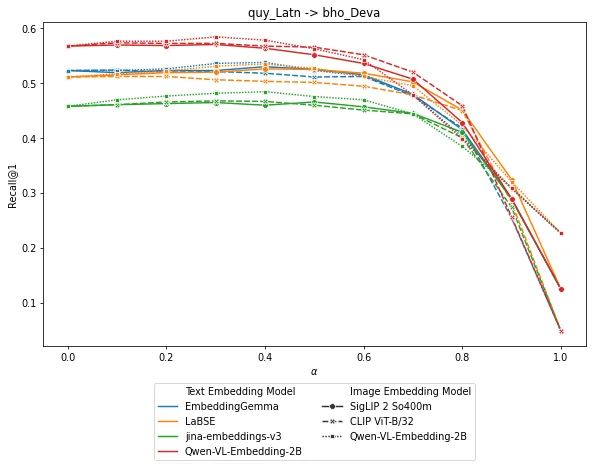 quy_Latn -> bho_Deva
0.6
0.5
0.4
0.3
0.2
0.1
Recall@1
0.0 0.2 0.4 0.6 0.8 1.0
α
Text Embedding Model Image Embedding Model
EmbeddingGemma SigLIP 2 So400m
LaBSE CLIP ViT-B/32
jina-embeddings-v3 Qwen-VL-Embedding-2B
Qwen-VL-Embedding-2B